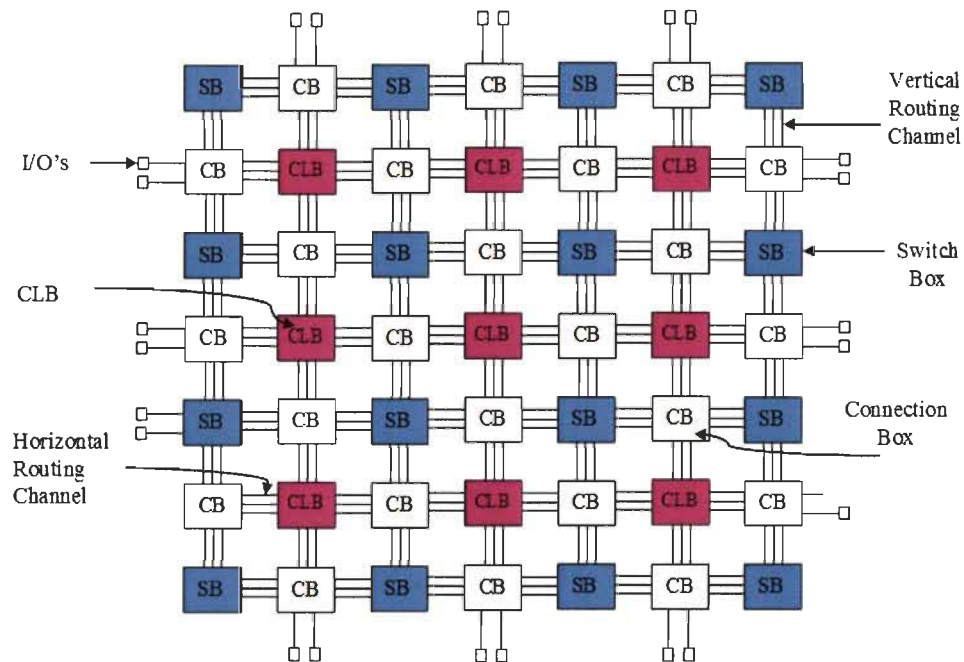 SB CB SB CB SB CB SB
Vertical
Routing
Channel
I/O's
CB CLB CB CLB CB CLB CB
SB CB SB CB SB CB SB
Switch
Box
CLB
CB CLB CB CLB CB CLB CB
SB CB SB CB SB CB SB
Connection
Box
Horizontal
Routing
Channel
CB CLB CB CLB CB CLB CB
SB CB SB CB SB CB SB